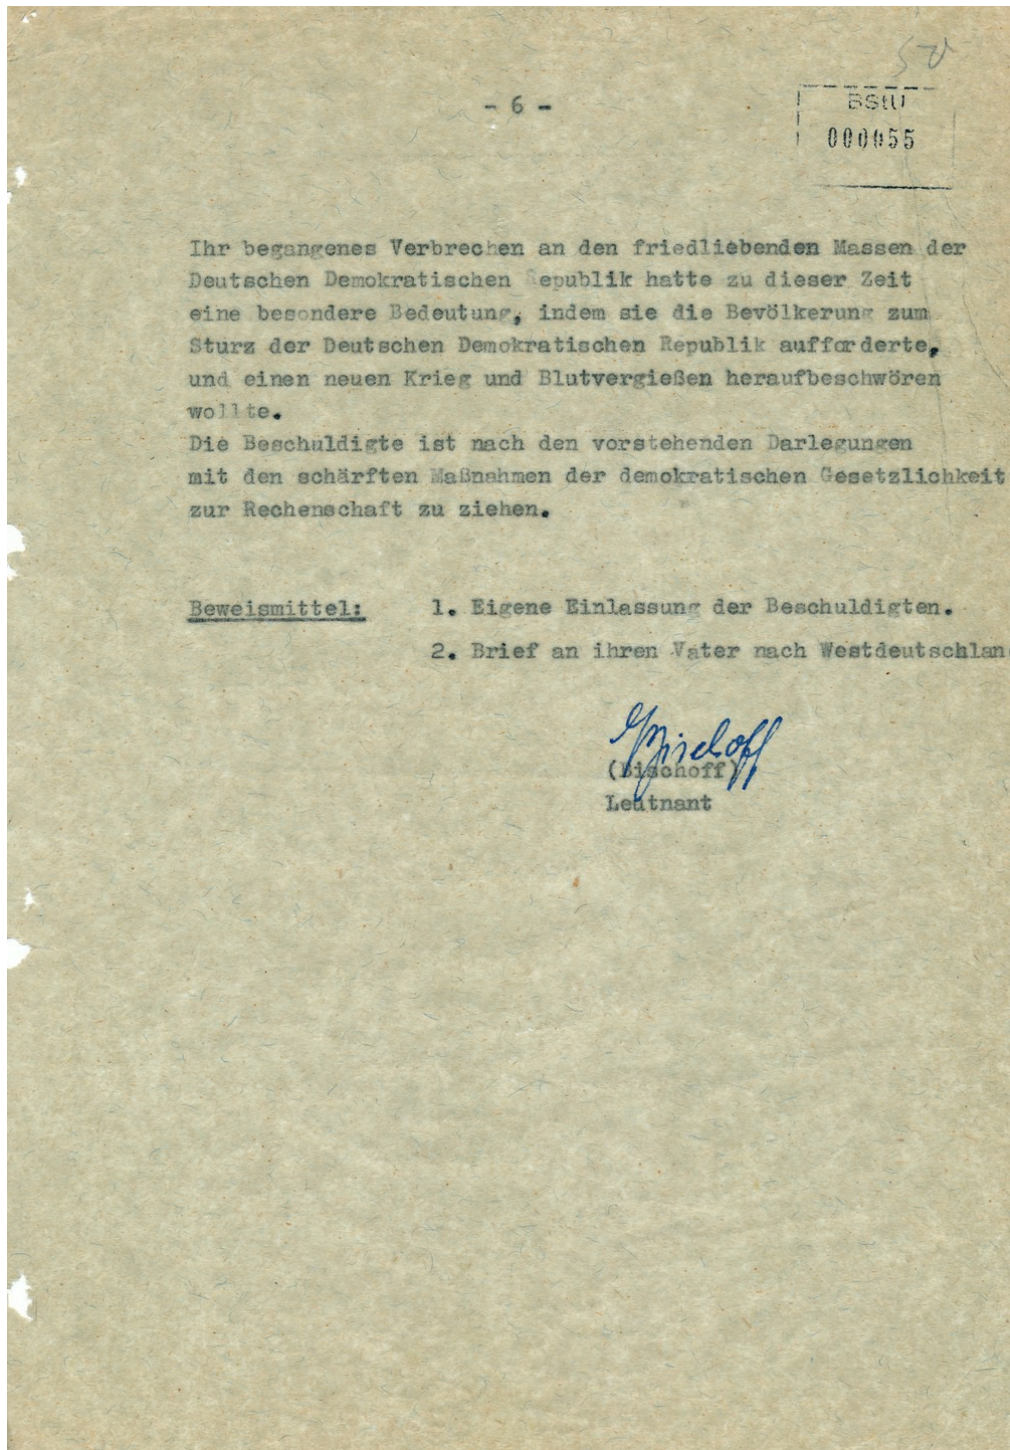 50
- 6 -
BStU
000055
Ihr begangenes Verbrechen an den friedliebenden Massen der
Deutschen Demokratischen Republik hatte zu dieser Zeit
eine besondere Bedeutung, indem sie die Bevölkerung zum
Sturz der Deutschen Demokratischen Republik aufforderte,
und einen neuen Krieg und Blutvergießen heraufbeschwören
wollte.
Die Beschuldigte ist nach den vorstehenden Darlegungen
mit den schärften Maßnahmen der demokratischen Gesetzlichkeit
zur Rechenschaft zu ziehen.
Beweismittel: 1. Eigene Einlassung der Beschuldigten.
2. Brief an ihren Vater nach Westdeutschlan
Bischoff
(Bischoff)
Leutnant